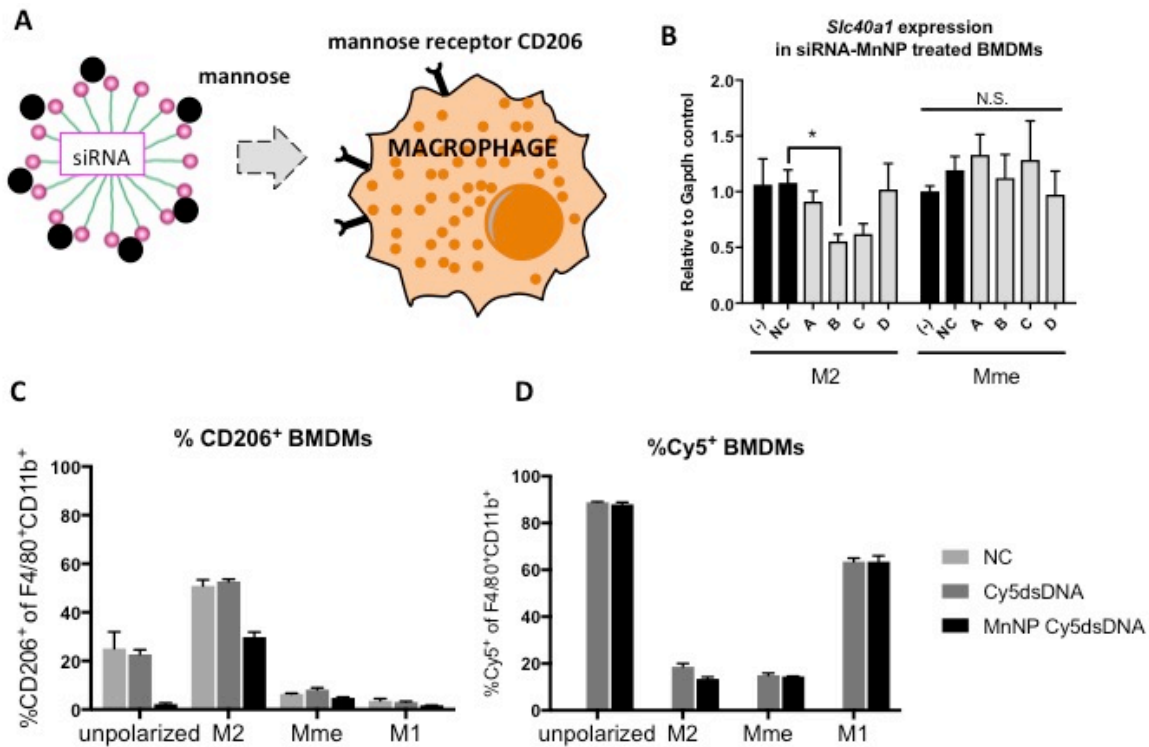 A
mannose receptor CD206
mannose
siRNA
MACROPHAGE
B
Slc40a1 expression
in siRNA-MnNP treated BMDMs
Relative to Gapdh control
2.0
1.5
1.0
0.5
0.0
*
N.S.
(-) NC A B C D (-) NC A B C D
M2 Mme
C
% CD206+ BMDMs
%CD206+ of F4/80+CD11b+
100
80
60
40
20
0
unpolarized M2 Mme M1
D
%Cy5+ BMDMs
%Cy5+ of F4/80+CD11b+
100
80
60
40
20
0
unpolarized M2 Mme M1
NC
Cy5dsDNA
MnNP Cy5dsDNA